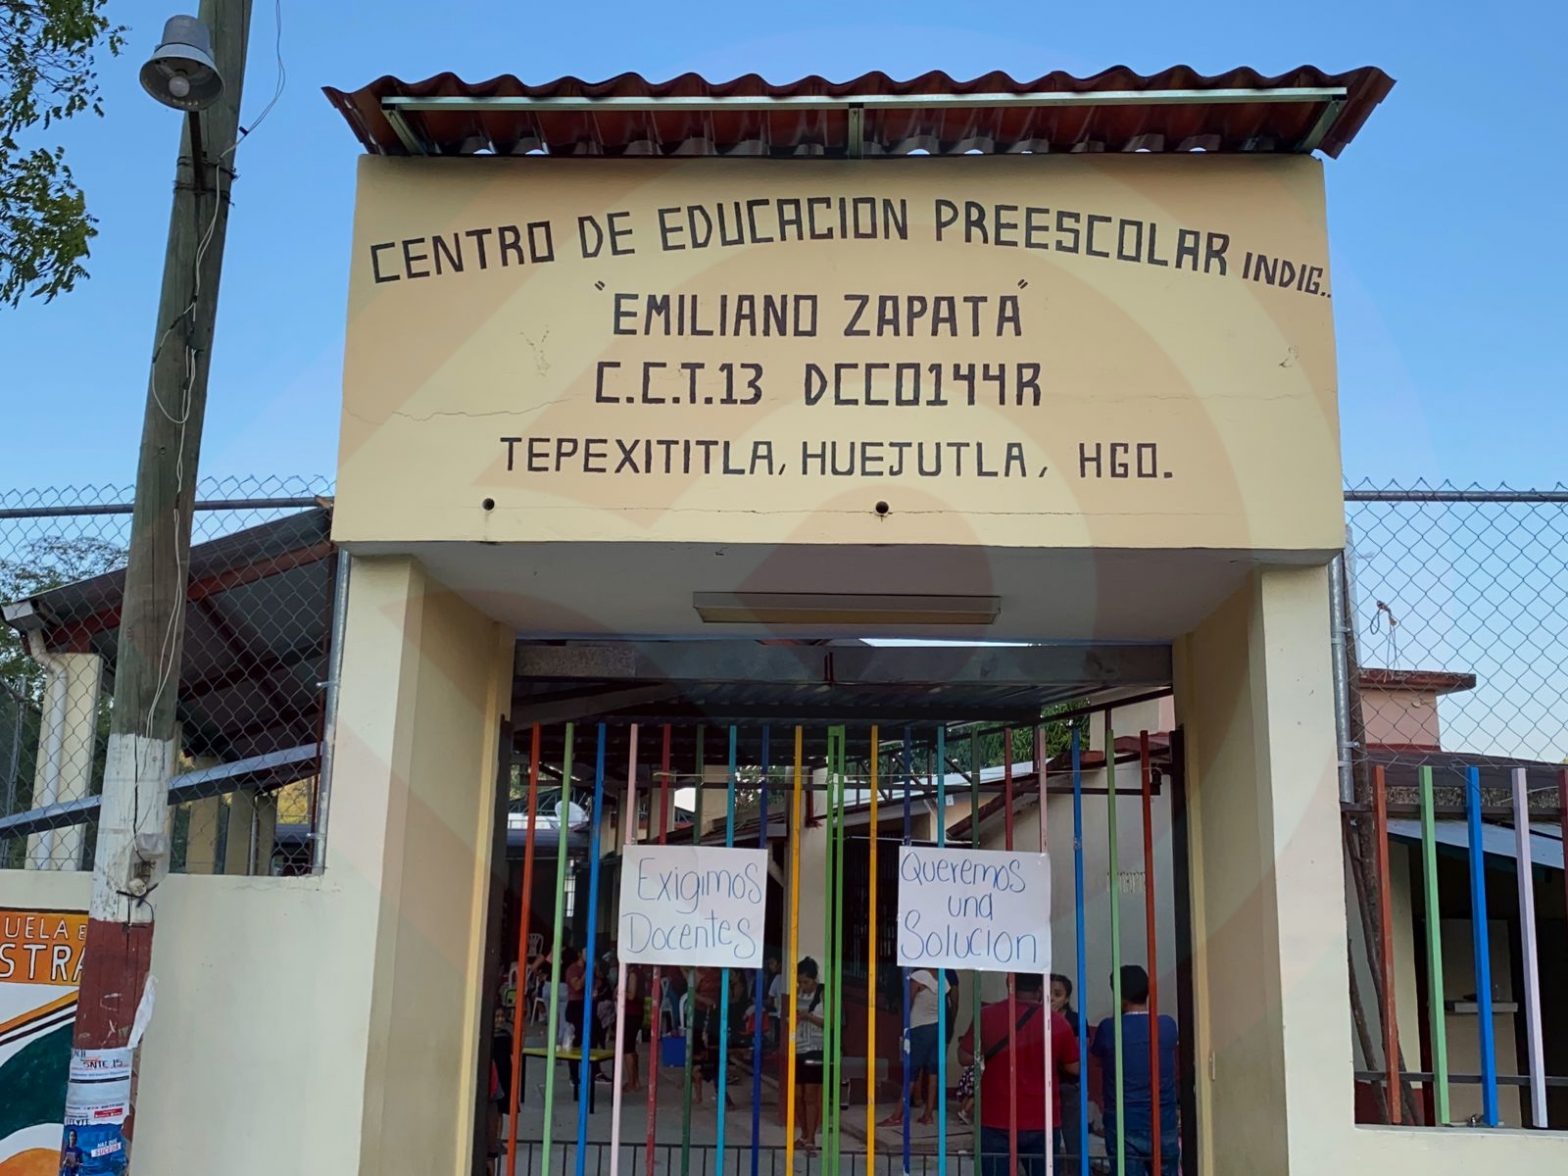 CENTRO DE EDUCACION PREESCOLAR INDIG..
"EMILIANO ZAPATA"
C.C.T.13 DCC0144R
TEPEXITITLA, HUEJUTLA, HGO.
Exigimos
Docentes
Queremos
una
Solucion